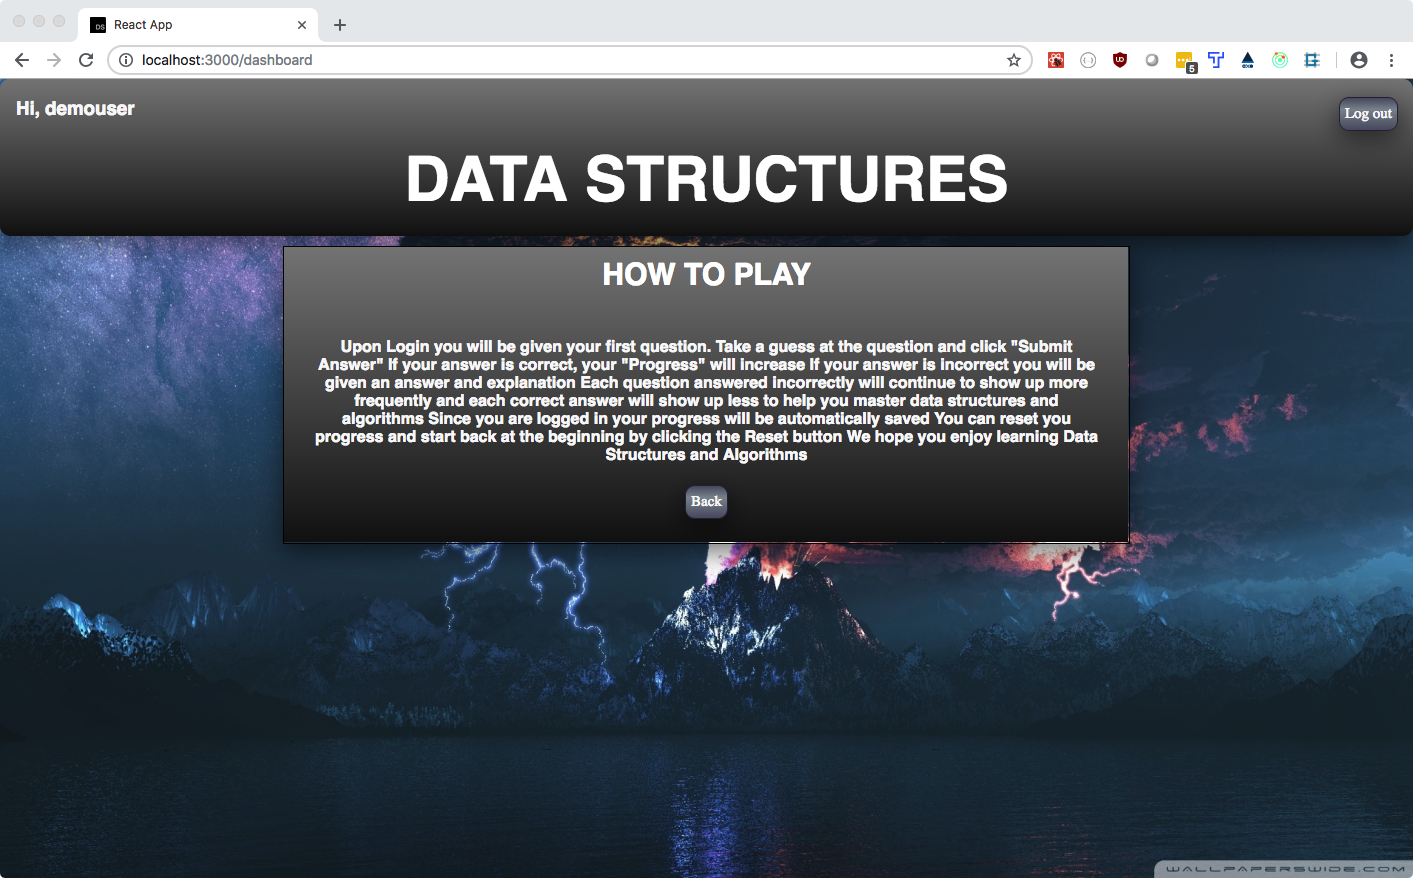 DS
React App
localhost:3000/dashboard
5
Hi, demouser
Log out
DATA STRUCTURES
HOW TO PLAY
Upon Login you will be given your first question. Take a guess at the question and click "Submit
Answer" If your answer is correct, your "Progress" will increase If your answer is incorrect you will be
given an answer and explanation Each question answered incorrectly will continue to show up more
frequently and each correct answer will show up less to help you master data structures and
algorithms Since you are logged in your progress will be automatically saved You can reset you
progress and start back at the beginning by clicking the Reset button We hope you enjoy learning Data
Structures and Algorithms
Back
WALLPAPERSWIDE.COM